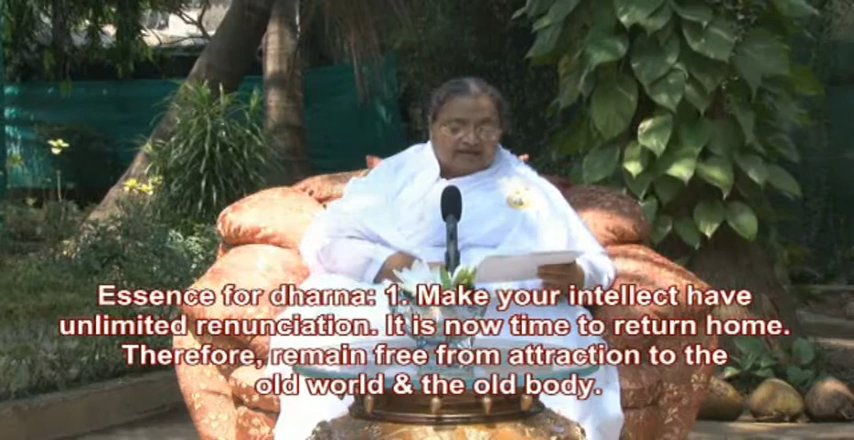 Essence for dharna: 1. Make your intellect have
unlimited renunciation. It is now time to return home.
Therefore, remain free from attraction to the
old world & the old body.